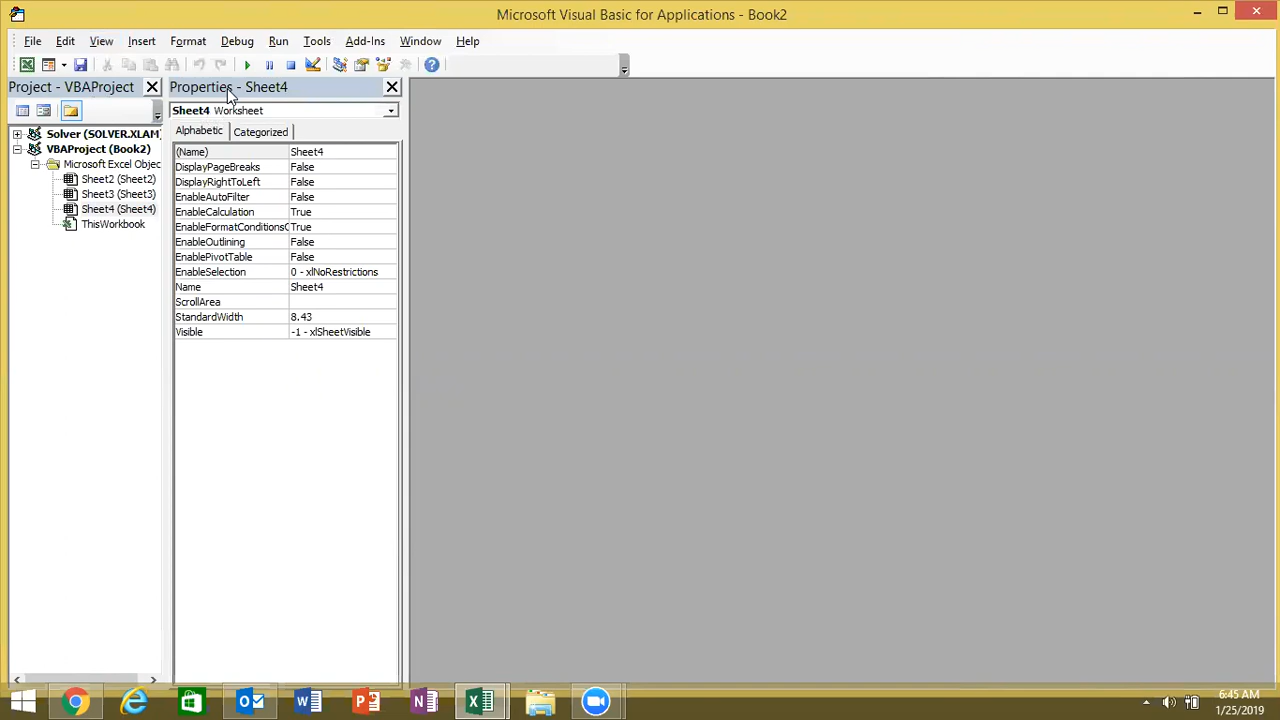 Microsoft Visual Basic for Applications - Book2
File Edit View Insert Format Debug Run Tools Add-Ins Window Help
Project - VBAProject
Properties - Sheet4
Sheet4 Worksheet
Alphabetic Categorized
Solver (SOLVER.XLAM)
VBAProject (Book2)
Microsoft Excel Objec
Sheet2 (Sheet2)
Sheet3 (Sheet3)
Sheet4 (Sheet4)
ThisWorkbook
(Name) Sheet4
DisplayPageBreaks False
DisplayRightToLeft False
EnableAutoFilter False
EnableCalculation True
EnableFormatConditionsC True
EnableOutlining False
EnablePivotTable False
EnableSelection 0 - xlNoRestrictions
Name Sheet4
ScrollArea
StandardWidth 8.43
Visible -1 - xlSheetVisible
6:45 AM
1/25/2019